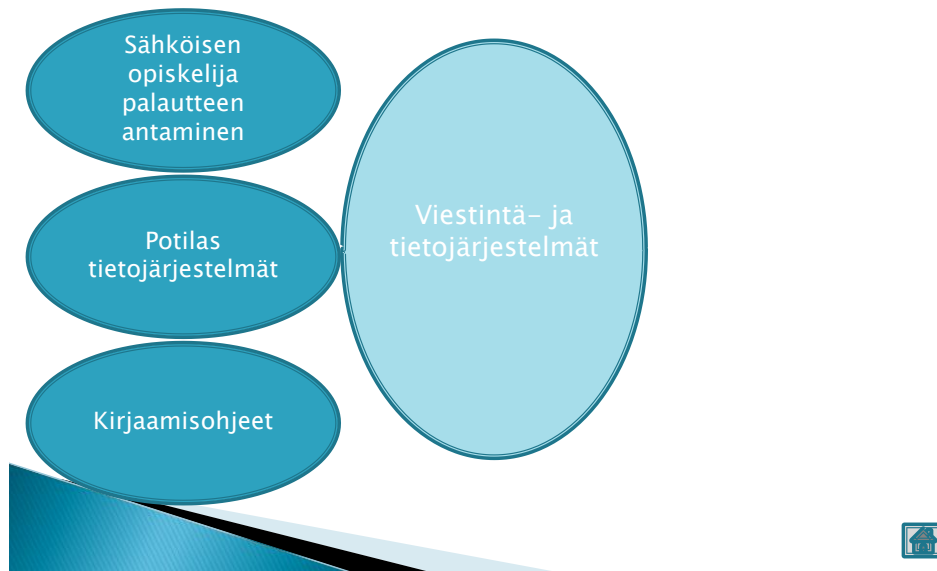 Sähköisen
opiskelija
palautteen
antaminen
Potilas
tietojärjestelmät
Kirjaamisohjeet
Viestintä- ja
tietojärjestelmät